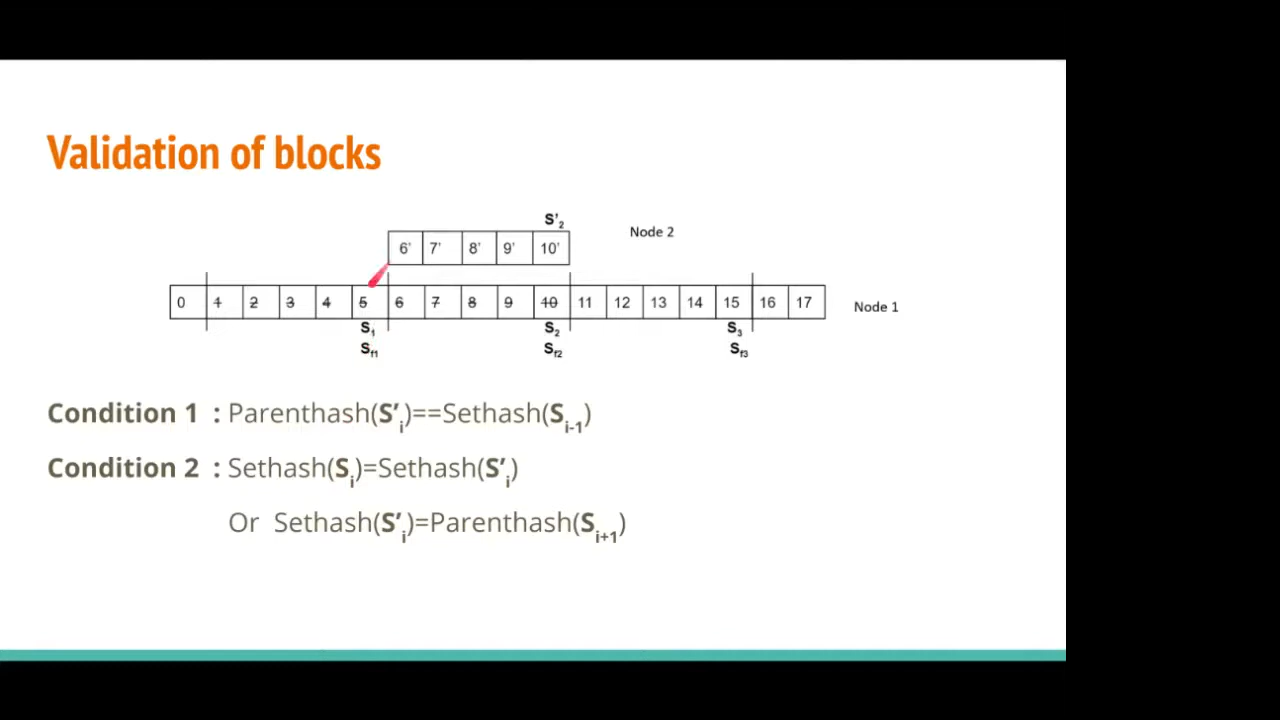 Validation of blocks
S'2
6' 7' 8' 9' 10' Node 2
0 1 2 3 4 5 6 7 8 9 10 11 12 13 14 15 16 17 Node 1
S1 S2 S3
Sf1 Sf2 Sf3
Condition 1 : Parenthash(S'i)==Sethash(Si-1)
Condition 2 : Sethash(Si)=Sethash(S'i)
Or Sethash(S'i)=Parenthash(Si+1)